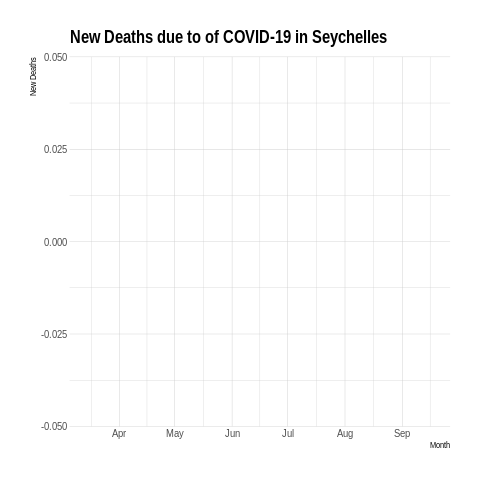 New Deaths due to of COVID-19 in Seychelles
New Deaths
0.050
0.025
0.000
-0.025
-0.050
Apr May Jun Jul Aug Sep
Month